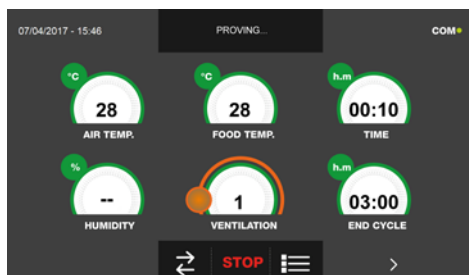 07/04/2017 - 15:46
PROVING...
COM
°C
28
AIR TEMP.
°C
28
FOOD TEMP.
h.m
00:10
TIME
%
--
HUMIDITY
1
VENTILATION
h.m
03:00
END CYCLE
STOP
>